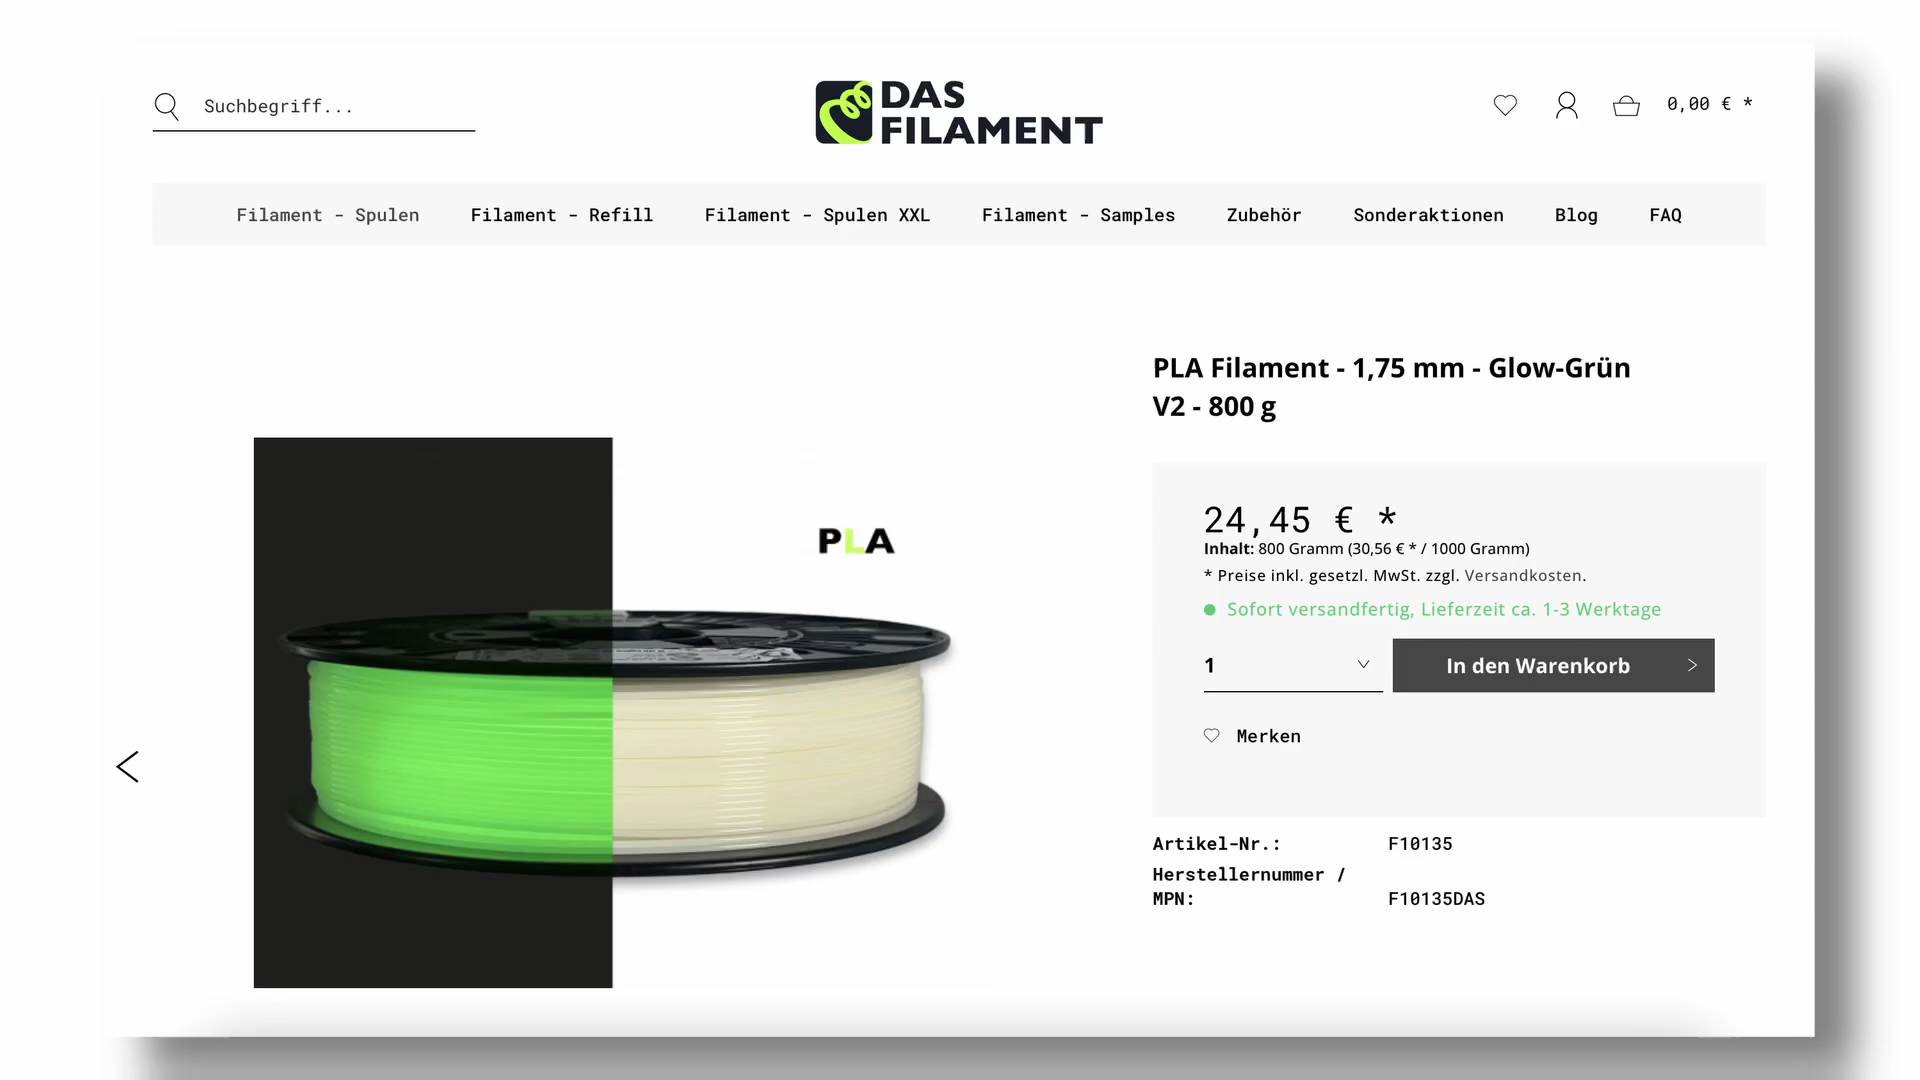 Suchbegriff...
DAS
FILAMENT
0,00 € *
Filament - Spulen
Filament - Refill
Filament - Spulen XXL
Filament - Samples
Zubehör
Sonderaktionen
Blog
FAQ
PLA Filament - 1,75 mm - Glow-Grün
V2 - 800 g
PLA
24,45 € *
Inhalt: 800 Gramm (30,56 € * / 1000 Gramm)
* Preise inkl. gesetzl. MwSt. zzgl. Versandkosten.
Sofort versandfertig, Lieferzeit ca. 1-3 Werktage
1
In den Warenkorb
Merken
Artikel-Nr.: F10135
Herstellernummer /
MPN: F10135DAS